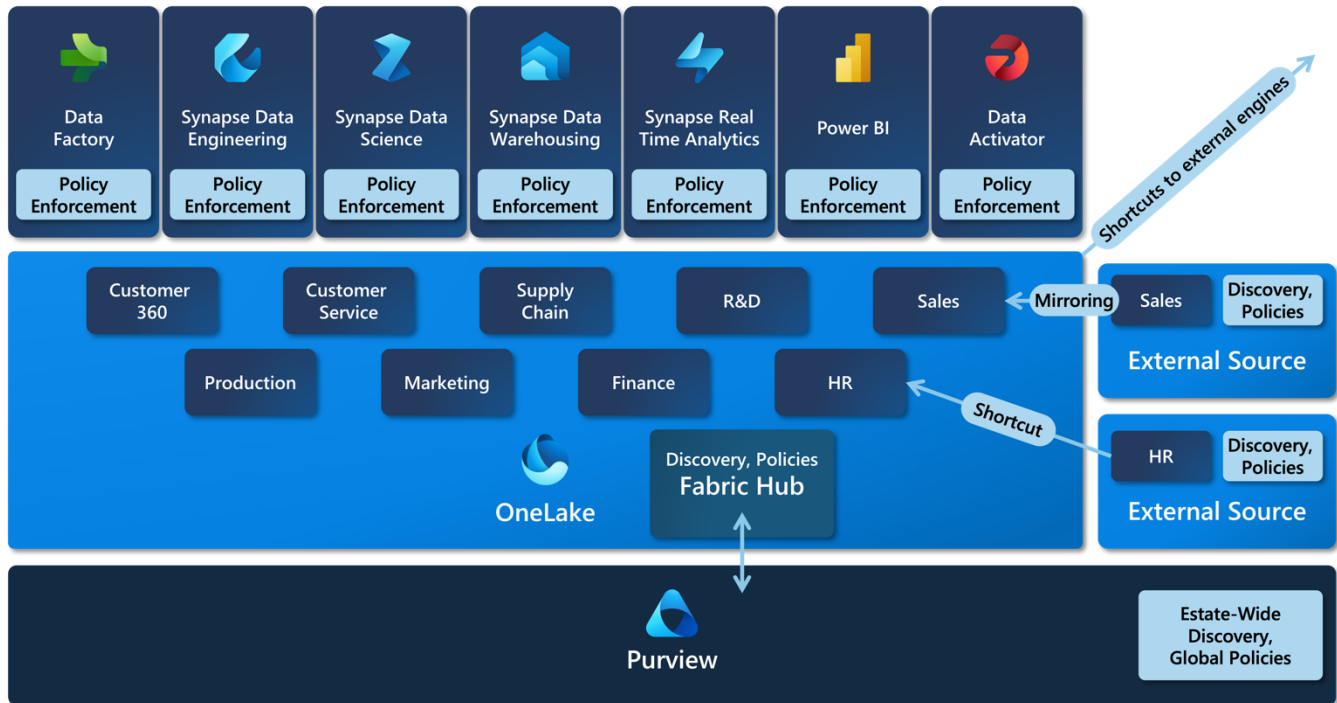 Data
Factory
Policy
Enforcement
Synapse Data
Engineering
Policy
Enforcement
Synapse Data
Science
Policy
Enforcement
Synapse Data
Warehousing
Policy
Enforcement
Synapse Real
Time Analytics
Policy
Enforcement
Power BI
Policy
Enforcement
Data
Activator
Policy
Enforcement
Shortcuts to external engines
Customer
360
Customer
Service
Supply
Chain
R&D
Sales
Mirroring
Sales
Discovery,
Policies
External Source
Production
Marketing
Finance
HR
Shortcut
HR
Discovery,
Policies
External Source
OneLake
Discovery, Policies
Fabric Hub
Purview
Estate-Wide
Discovery,
Global Policies